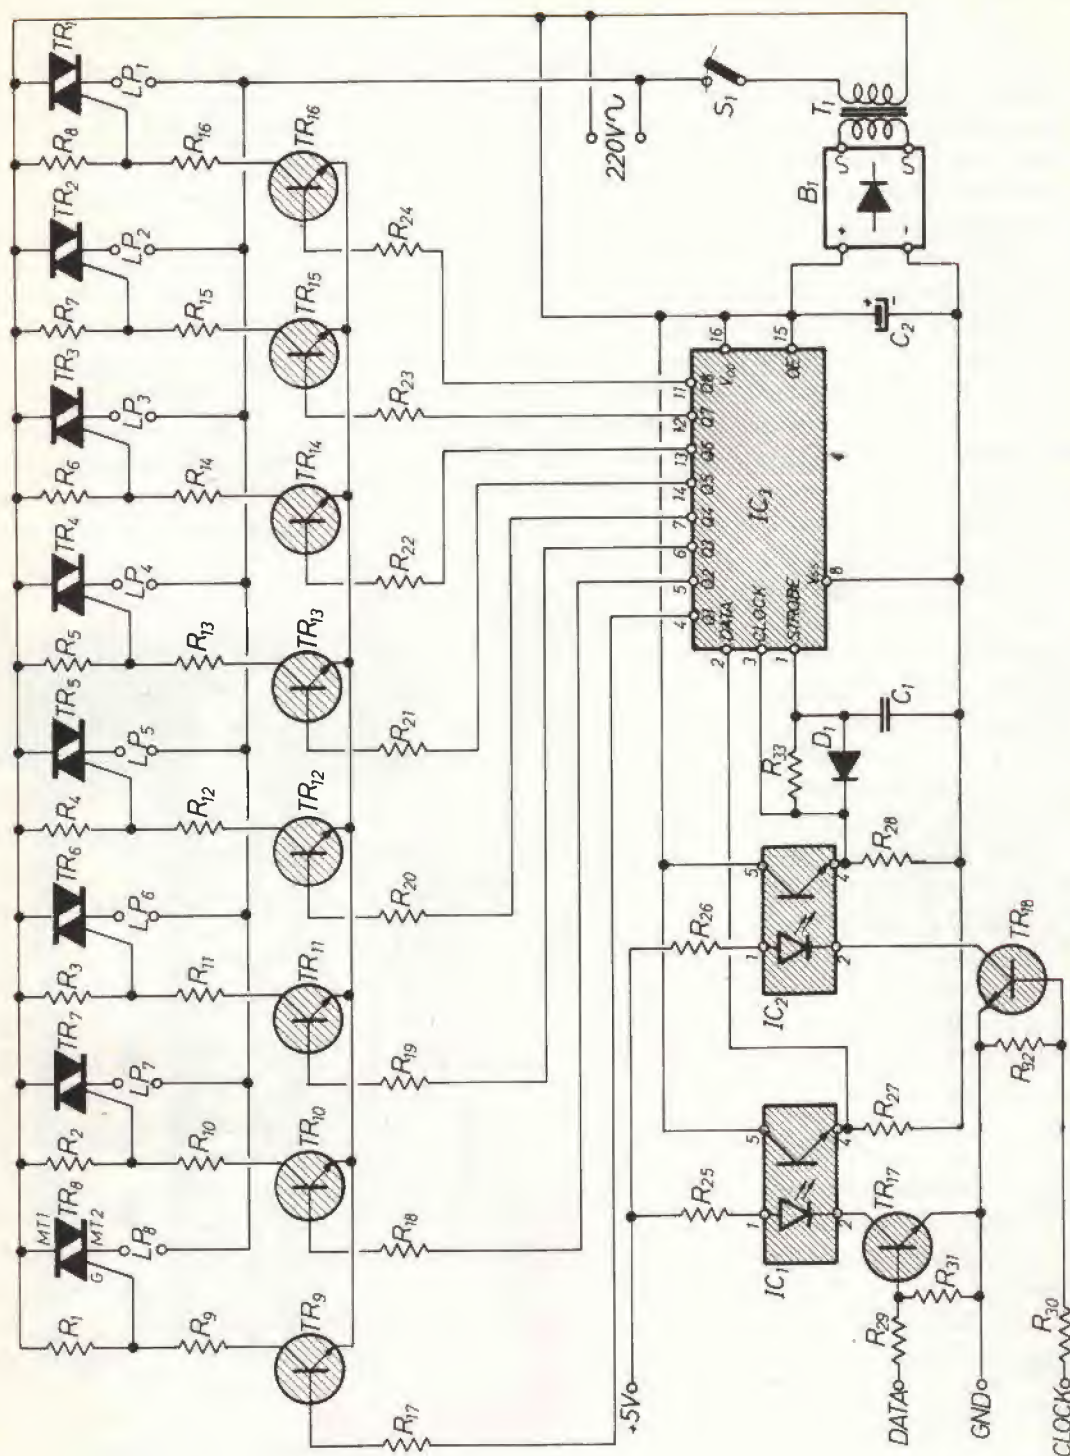 TR1
TR2
TR3
TR4
TR5
TR6
TR7
TR8
MT1
MT2
G
LP1
LP2
LP3
LP4
LP5
LP6
LP7
LP8
R8
R7
R6
R5
R4
R3
R2
R1
R16
R15
R14
R13
R12
R11
R10
R9
TR16
TR15
TR14
TR13
TR12
TR11
TR10
TR9
R24
R23
R22
R21
R20
R19
R18
R17
220V~
S1
T1
B1
+
-
C2
+
-
11
12
13
14
7
6
5
4
Q8
Q7
Q6
Q5
Q4
Q3
Q2
Q1
16
VDD
15
OE
IC3
2
DATA
3
CLOCK
1
STROBE
VSS
8
R33
D1
C1
R28
R26
5
4
1
2
IC2
TR18
R32
R25
5
4
1
2
IC1
R27
TR17
R31
R29
R30
+5V
DATA
GND
CLOCK